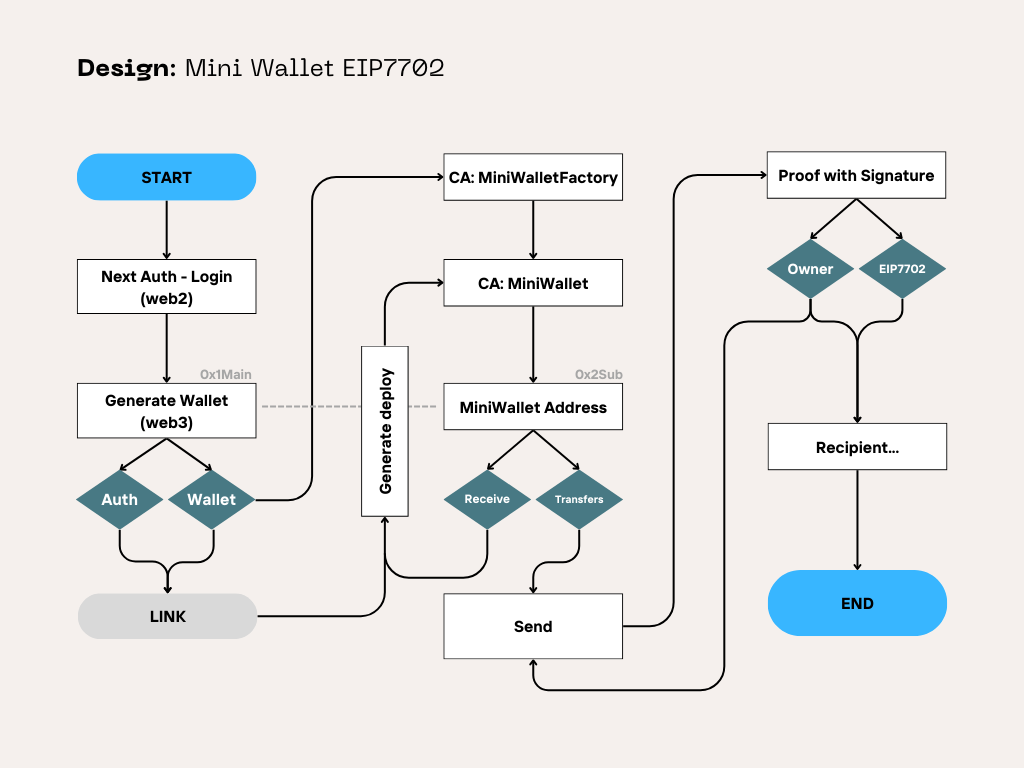 Design: Mini Wallet EIP7702
START
Next Auth - Login
(web2)
0x1Main
Generate Wallet
(web3)
Auth
Wallet
LINK
Generate deploy
CA: MiniWalletFactory
CA: MiniWallet
0x2Sub
MiniWallet Address
Receive
Transfers
Send
Proof with Signature
Owner
EIP7702
Recipient...
END